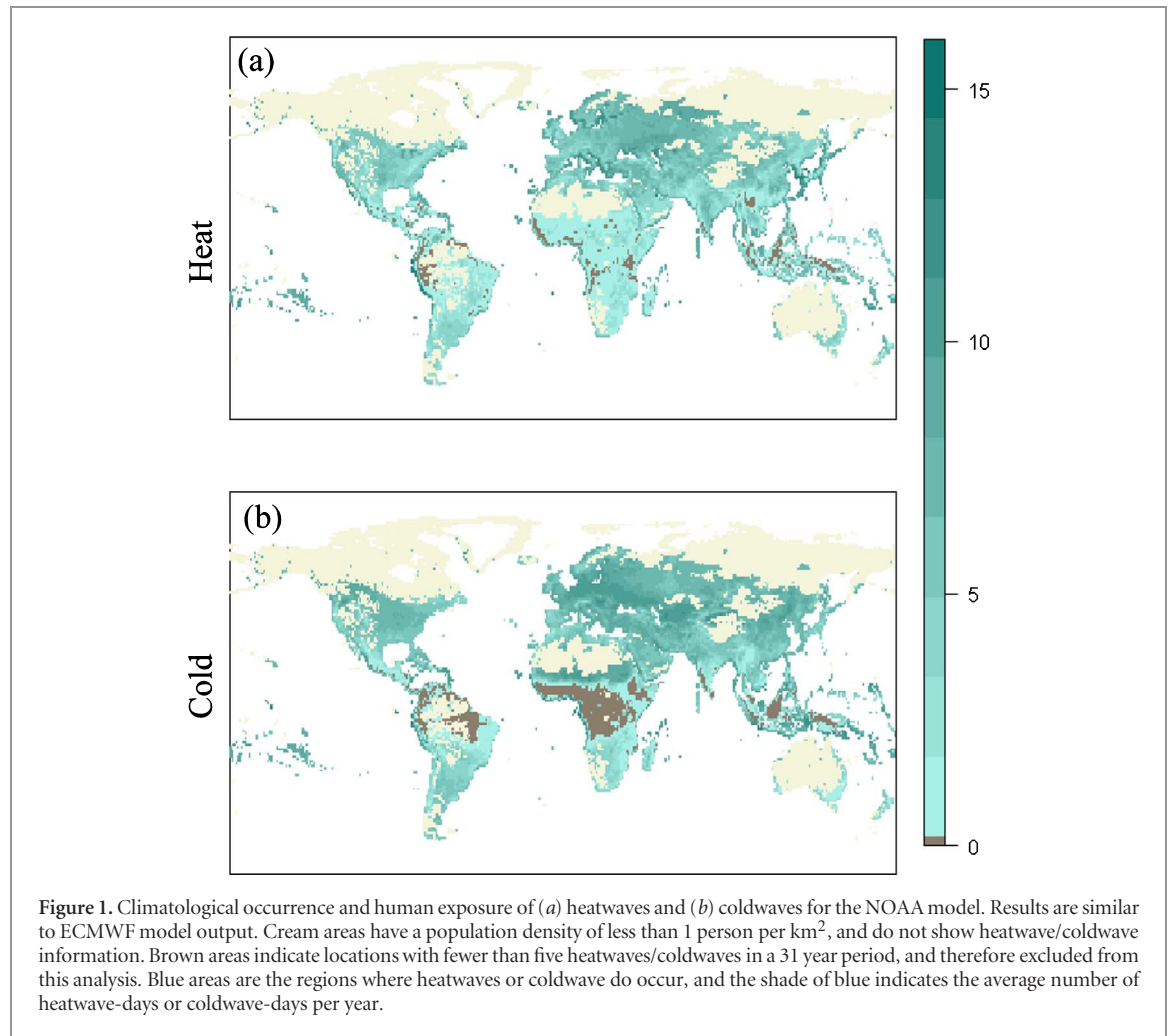 (a)
Heat
15
10
5
0
(b)
Cold
Figure 1. Climatological occurrence and human exposure of (a) heatwaves and (b) coldwaves for the NOAA model. Results are similar
to ECMWF model output. Cream areas have a population density of less than 1 person per km², and do not show heatwave/coldwave
information. Brown areas indicate locations with fewer than five heatwaves/coldwaves in a 31 year period, and therefore excluded from
this analysis. Blue areas are the regions where heatwaves or coldwave do occur, and the shade of blue indicates the average number of
heatwave-days or coldwave-days per year.